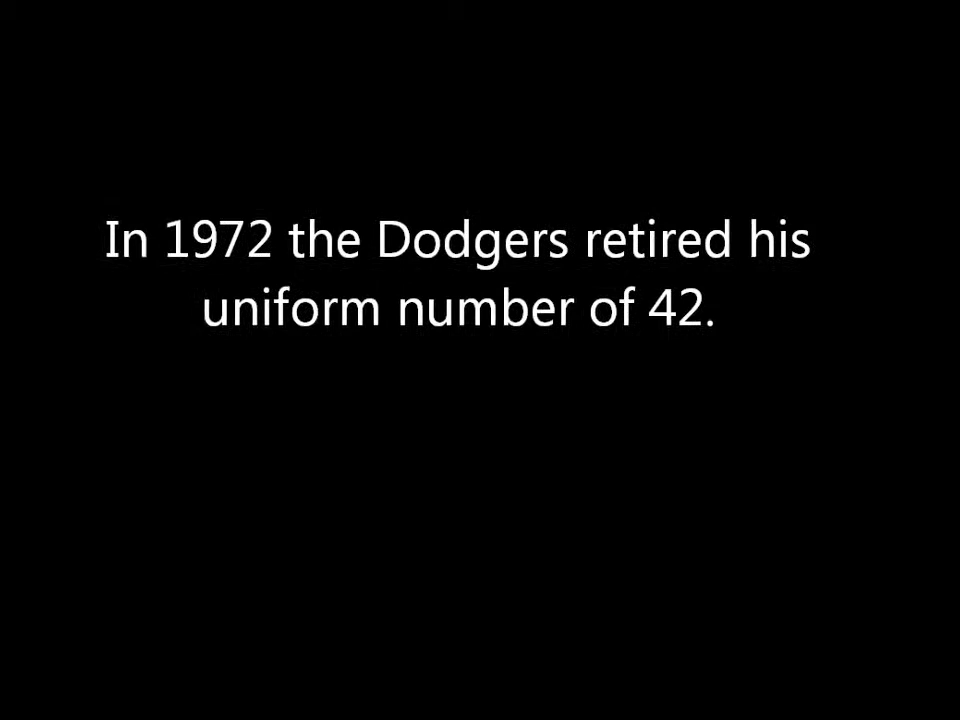 In 1972 the Dodgers retired his
uniform number of 42.